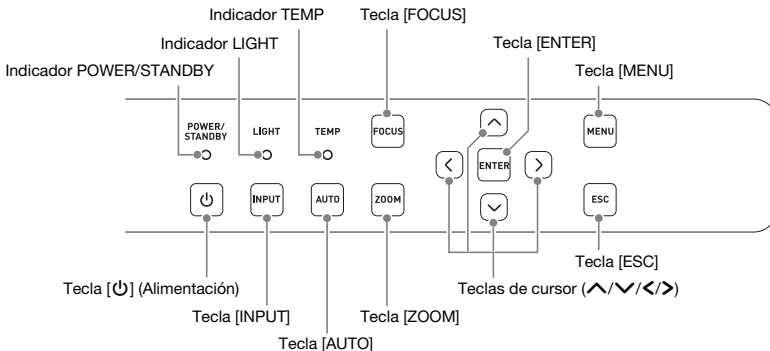 Indicador TEMP
Tecla [FOCUS]
Indicador LIGHT
Tecla [ENTER]
Indicador POWER/STANDBY
Tecla [MENU]
POWER/
STANDBY
LIGHT
TEMP
FOCUS
ENTER
MENU
INPUT
AUTO
ZOOM
ESC
Tecla [⏻] (Alimentación)
Tecla [INPUT]
Tecla [AUTO]
Tecla [ZOOM]
Teclas de cursor (∧/∨/</>)
Tecla [ESC]